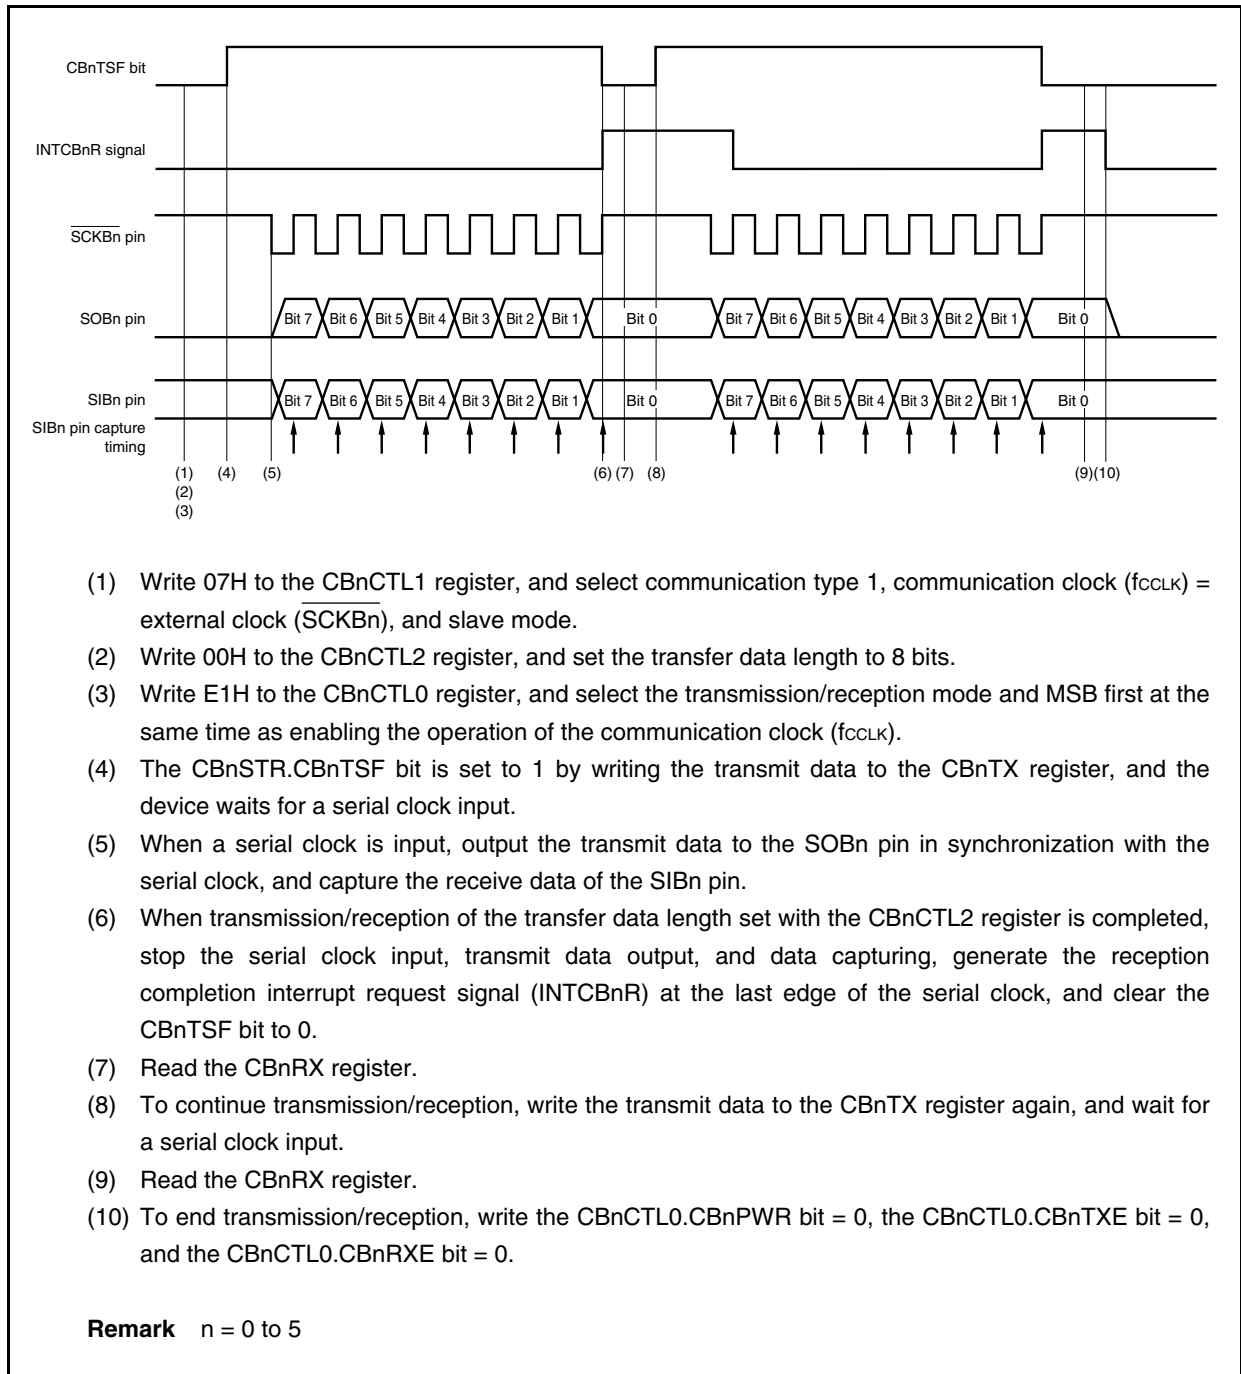 CBnTSF bit
INTCBnR signal
SCKBn pin
SOBn pin
Bit 7 Bit 6 Bit 5 Bit 4 Bit 3 Bit 2 Bit 1 Bit 0 Bit 7 Bit 6 Bit 5 Bit 4 Bit 3 Bit 2 Bit 1 Bit 0
SIBn pin
Bit 7 Bit 6 Bit 5 Bit 4 Bit 3 Bit 2 Bit 1 Bit 0 Bit 7 Bit 6 Bit 5 Bit 4 Bit 3 Bit 2 Bit 1 Bit 0
SIBn pin capture
timing
(1) (4) (5) (6) (7) (8) (9) (10)
(2)
(3)
(1) Write 07H to the CBnCTL1 register, and select communication type 1, communication clock (fCCLK) =
external clock (SCKBn), and slave mode.
(2) Write 00H to the CBnCTL2 register, and set the transfer data length to 8 bits.
(3) Write E1H to the CBnCTL0 register, and select the transmission/reception mode and MSB first at the
same time as enabling the operation of the communication clock (fCCLK).
(4) The CBnSTR.CBnTSF bit is set to 1 by writing the transmit data to the CBnTX register, and the
device waits for a serial clock input.
(5) When a serial clock is input, output the transmit data to the SOBn pin in synchronization with the
serial clock, and capture the receive data of the SIBn pin.
(6) When transmission/reception of the transfer data length set with the CBnCTL2 register is completed,
stop the serial clock input, transmit data output, and data capturing, generate the reception
completion interrupt request signal (INTCBnR) at the last edge of the serial clock, and clear the
CBnTSF bit to 0.
(7) Read the CBnRX register.
(8) To continue transmission/reception, write the transmit data to the CBnTX register again, and wait for
a serial clock input.
(9) Read the CBnRX register.
(10) To end transmission/reception, write the CBnCTL0.CBnPWR bit = 0, the CBnCTL0.CBnTXE bit = 0,
and the CBnCTL0.CBnRXE bit = 0.
Remark n = 0 to 5